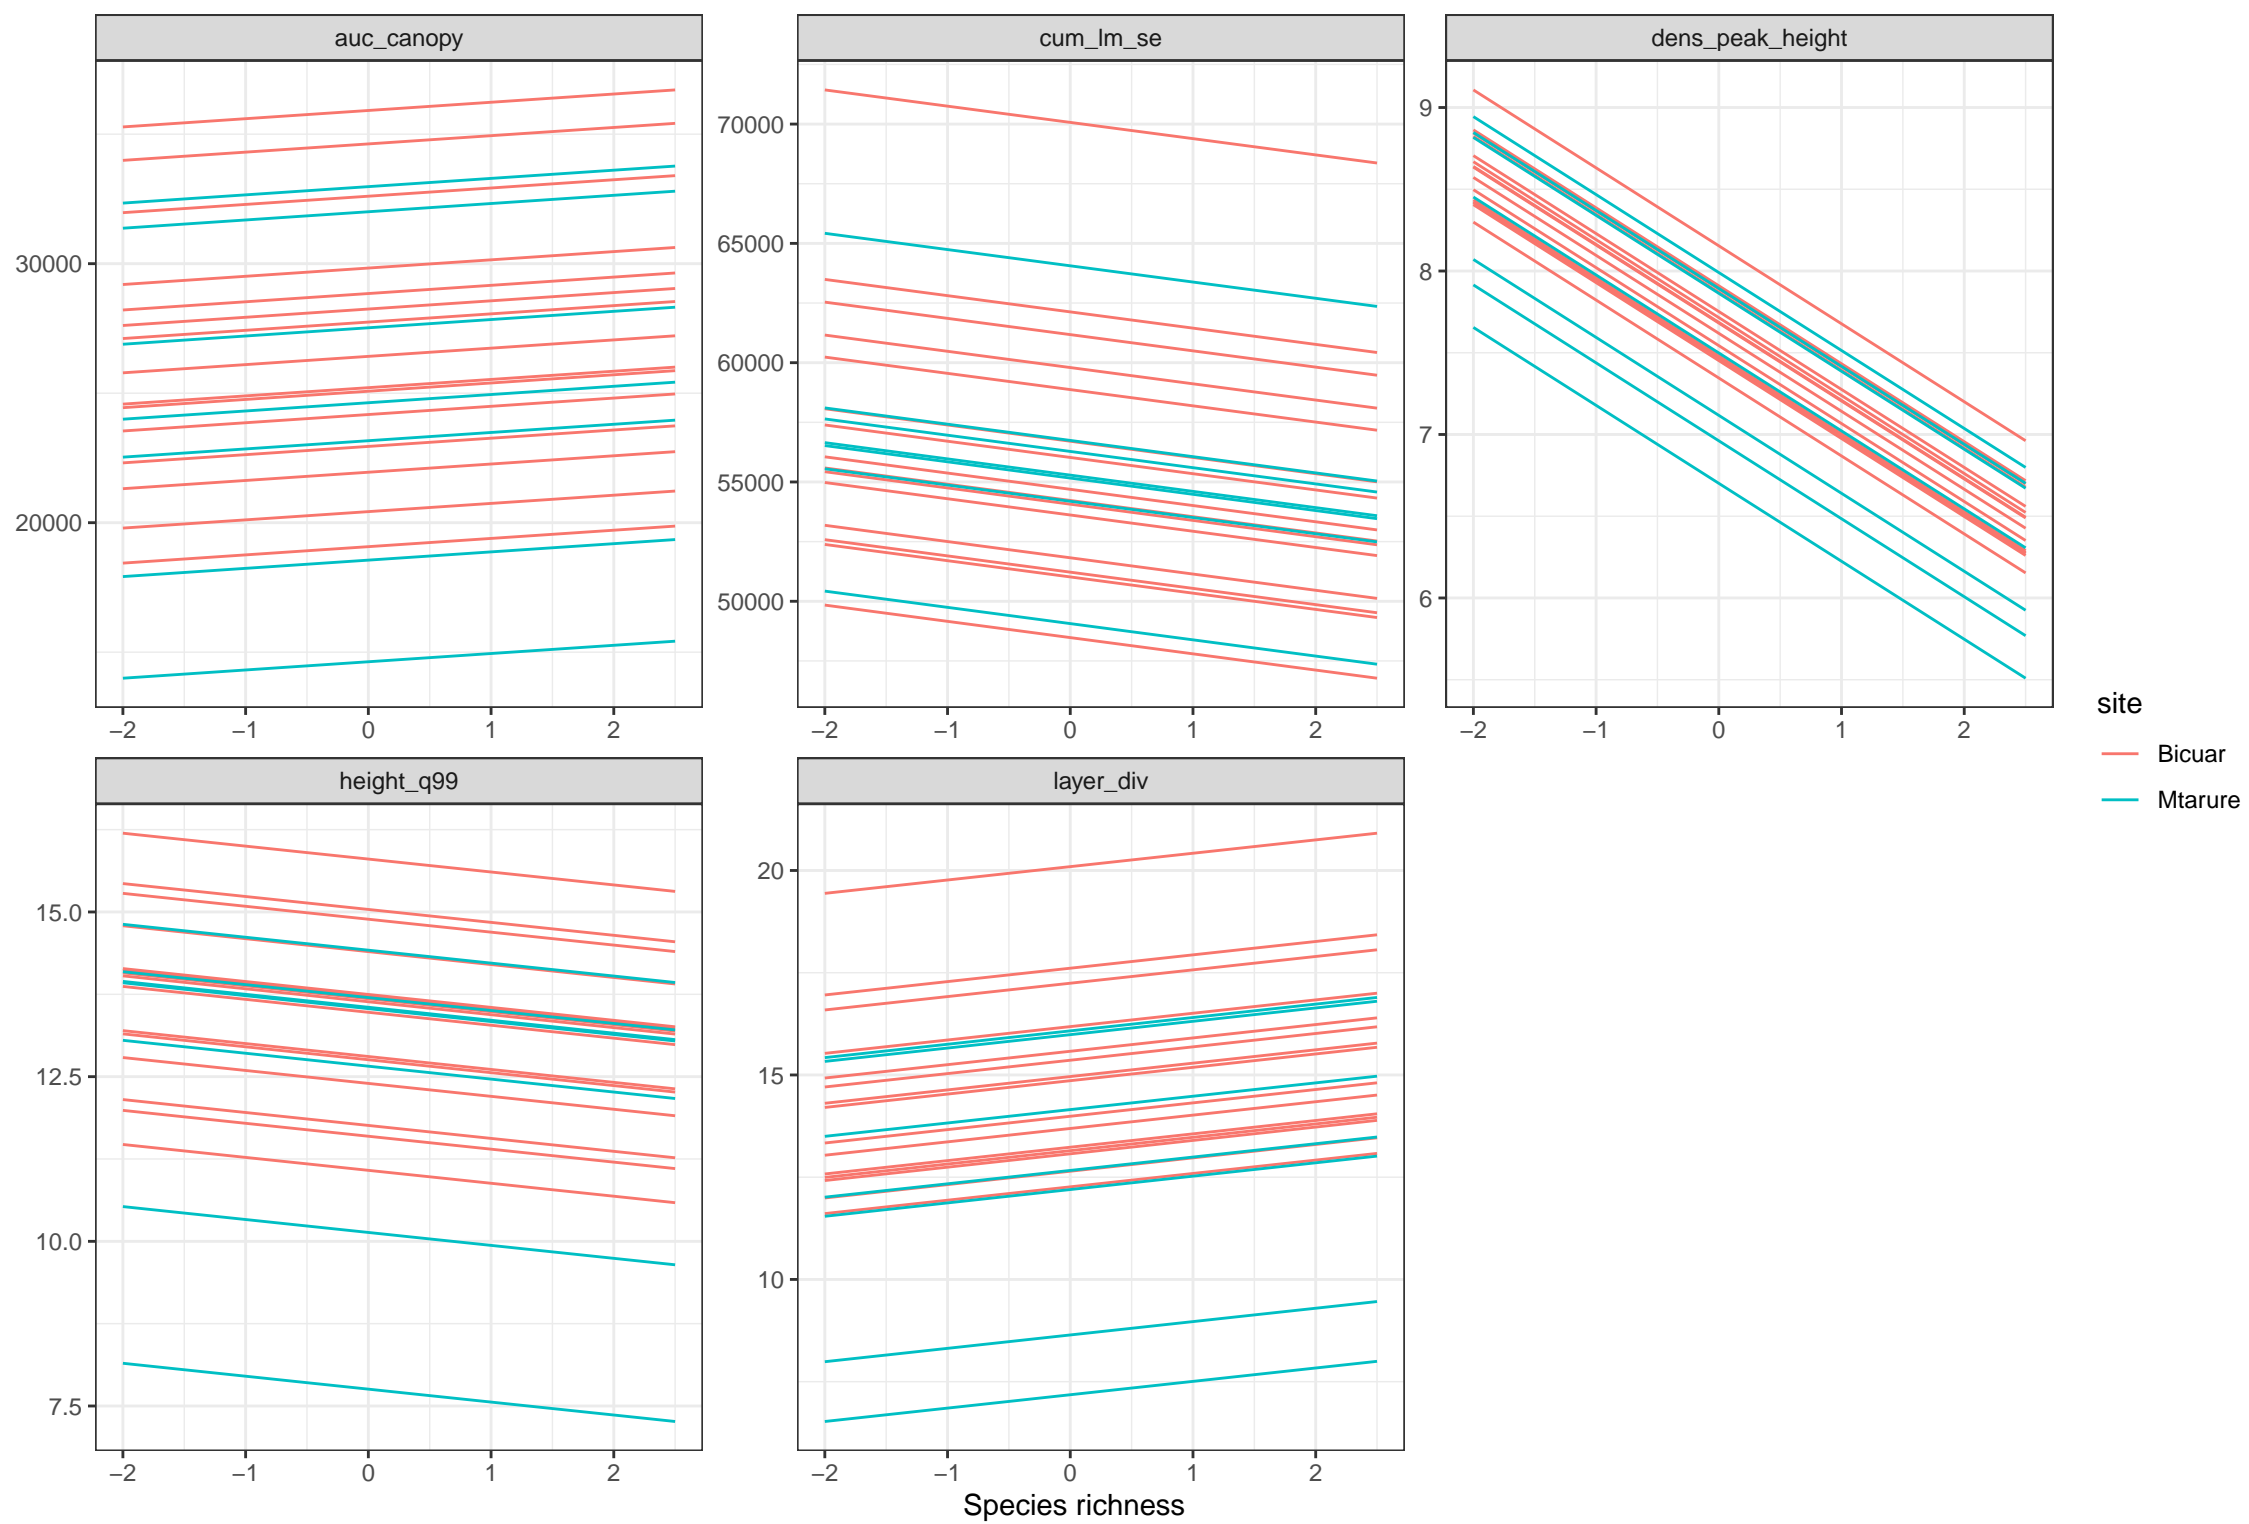 auc_canopy
cum_lm_se
dens_peak_height
30000
20000
−2 −1 0 1 2
70000
65000
60000
55000
50000
−2 −1 0 1 2
9
8
7
6
−2 −1 0 1 2
height_q99
layer_div
15.0
12.5
10.0
7.5
−2 −1 0 1 2
20
15
10
−2 −1 0 1 2
Species richness
site
Bicuar
Mtarure